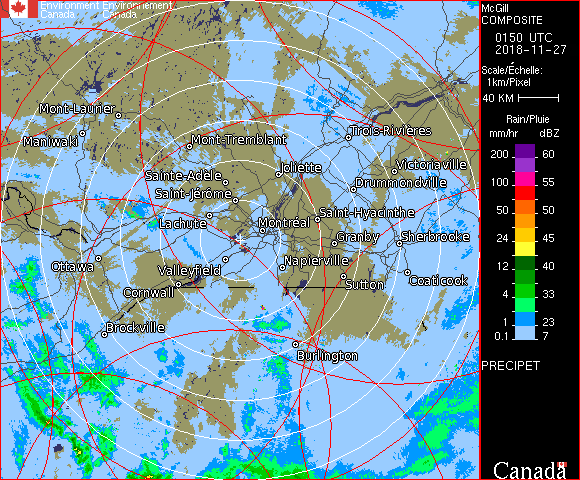 Environment Environnement
Canada Canada
McGill
COMPOSITE
0150 UTC
2018-11-27
Scale/Échelle:
1km/Pixel
40 KM
Rain/Pluie
mm/hr dBZ
200 60
100 55
50 50
24 45
12 40
4 33
1 23
0.1 7
PRECIPET
Canada
Mont-Laurier
Maniwaki
Mont-Tremblant
Trois-Rivières
Sainte-Adèle
Joliette
Victoriaville
Saint-Jérôme
Drummondville
Lachute
Montréal
Saint-Hyacinthe
Granby
Sherbrooke
Ottawa
Valleyfield
Napierville
Cornwall
Sutton
Coaticook
Brockville
Burlington